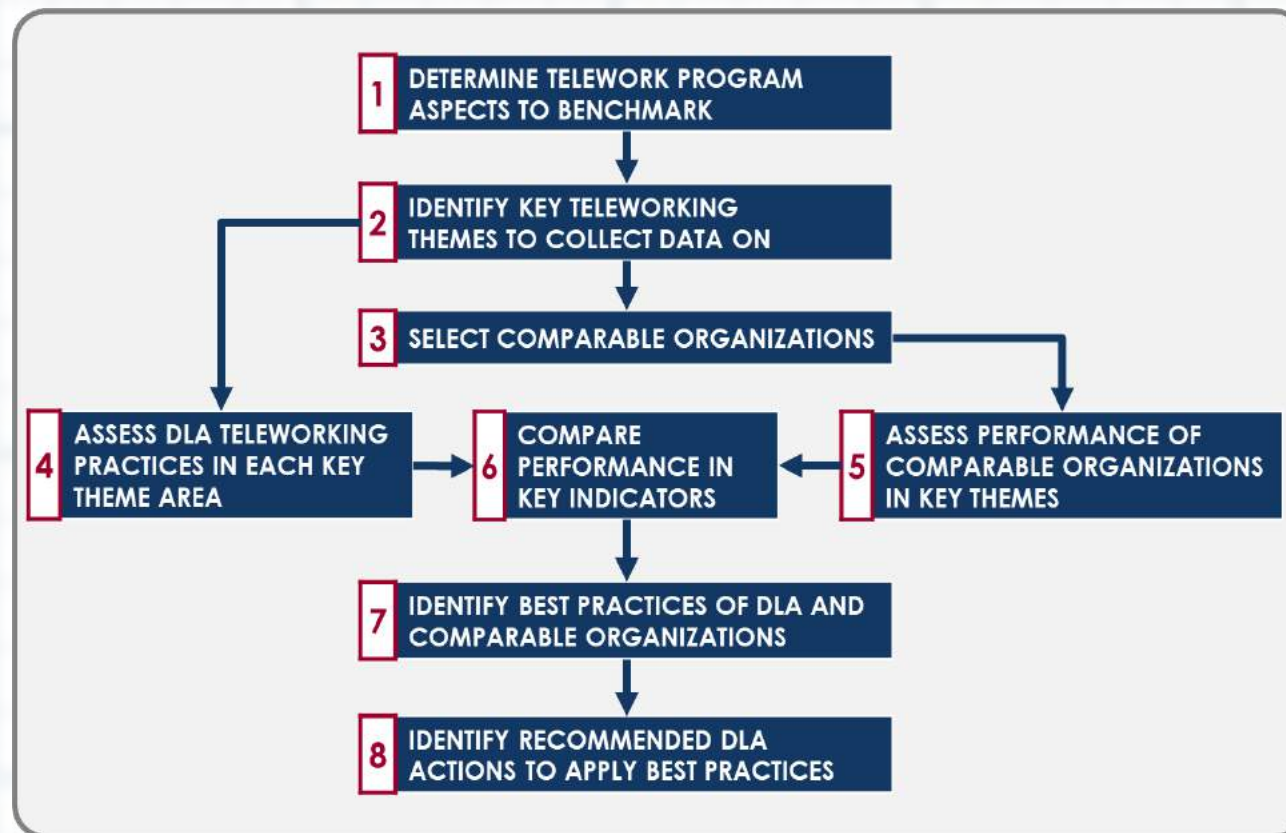 1
DETERMINE TELEWORK PROGRAM
ASPECTS TO BENCHMARK
2
IDENTIFY KEY TELEWORKING
THEMES TO COLLECT DATA ON
3
SELECT COMPARABLE ORGANIZATIONS
4
ASSESS DLA TELEWORKING
PRACTICES IN EACH KEY
THEME AREA
6
COMPARE
PERFORMANCE IN
KEY INDICATORS
5
ASSESS PERFORMANCE OF
COMPARABLE ORGANIZATIONS
IN KEY THEMES
7
IDENTIFY BEST PRACTICES OF DLA AND
COMPARABLE ORGANIZATIONS
8
IDENTIFY RECOMMENDED DLA
ACTIONS TO APPLY BEST PRACTICES